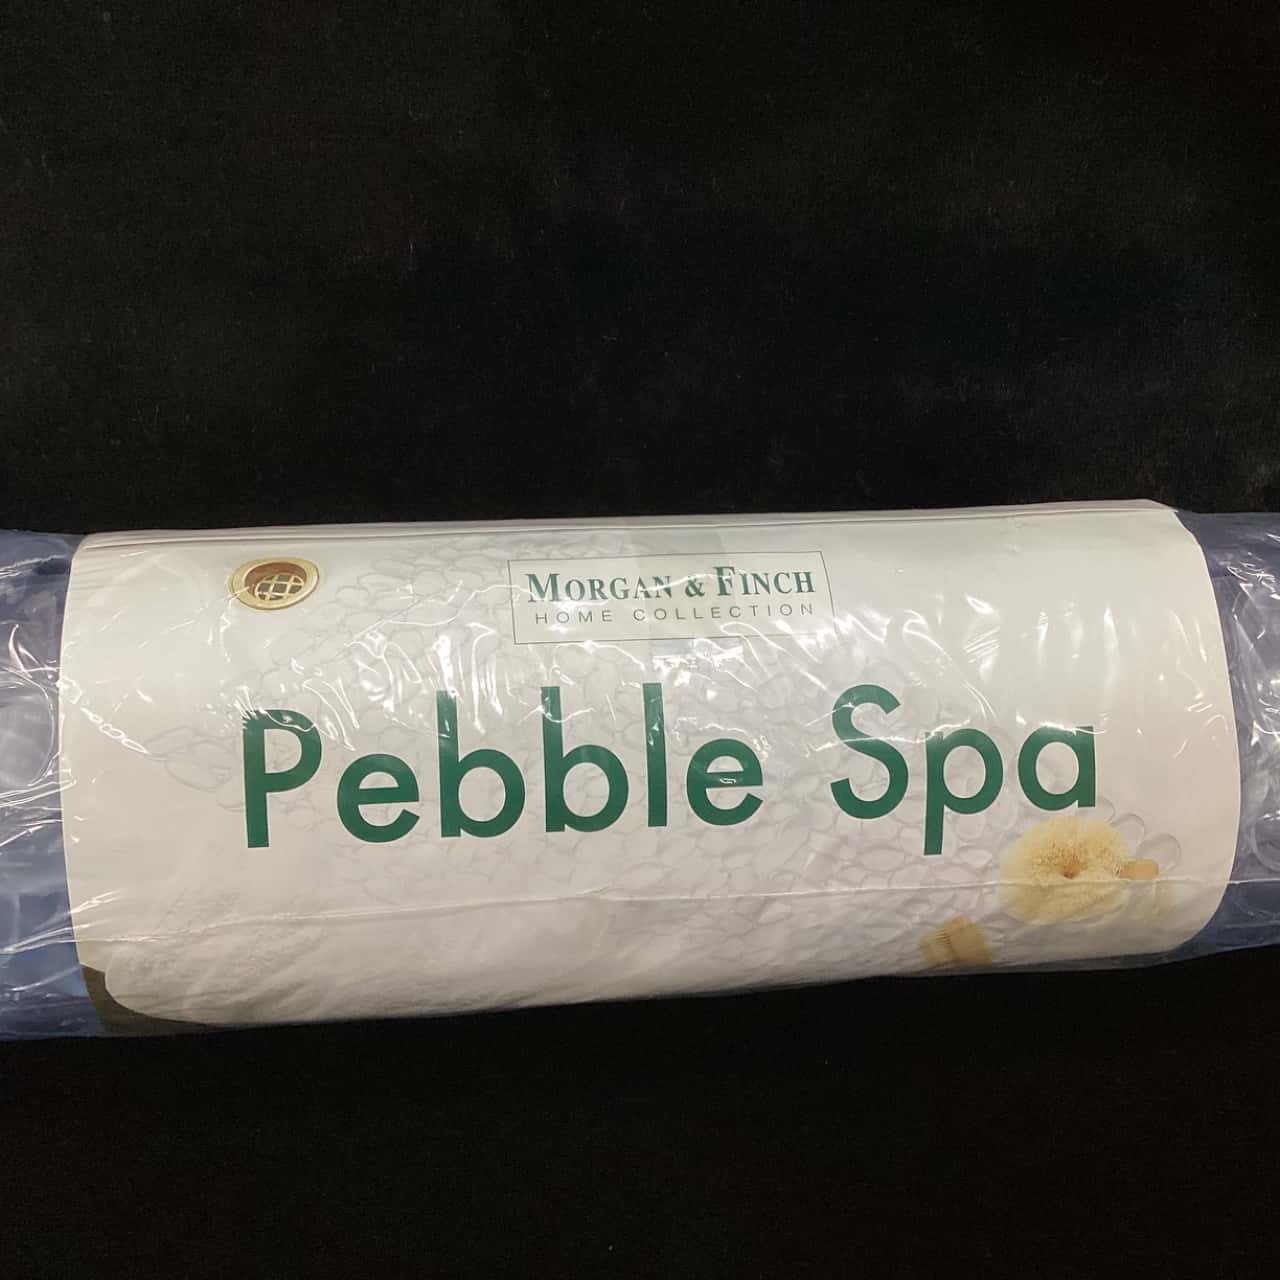 MORGAN & FINCH
HOME COLLECTION
Pebble Spa